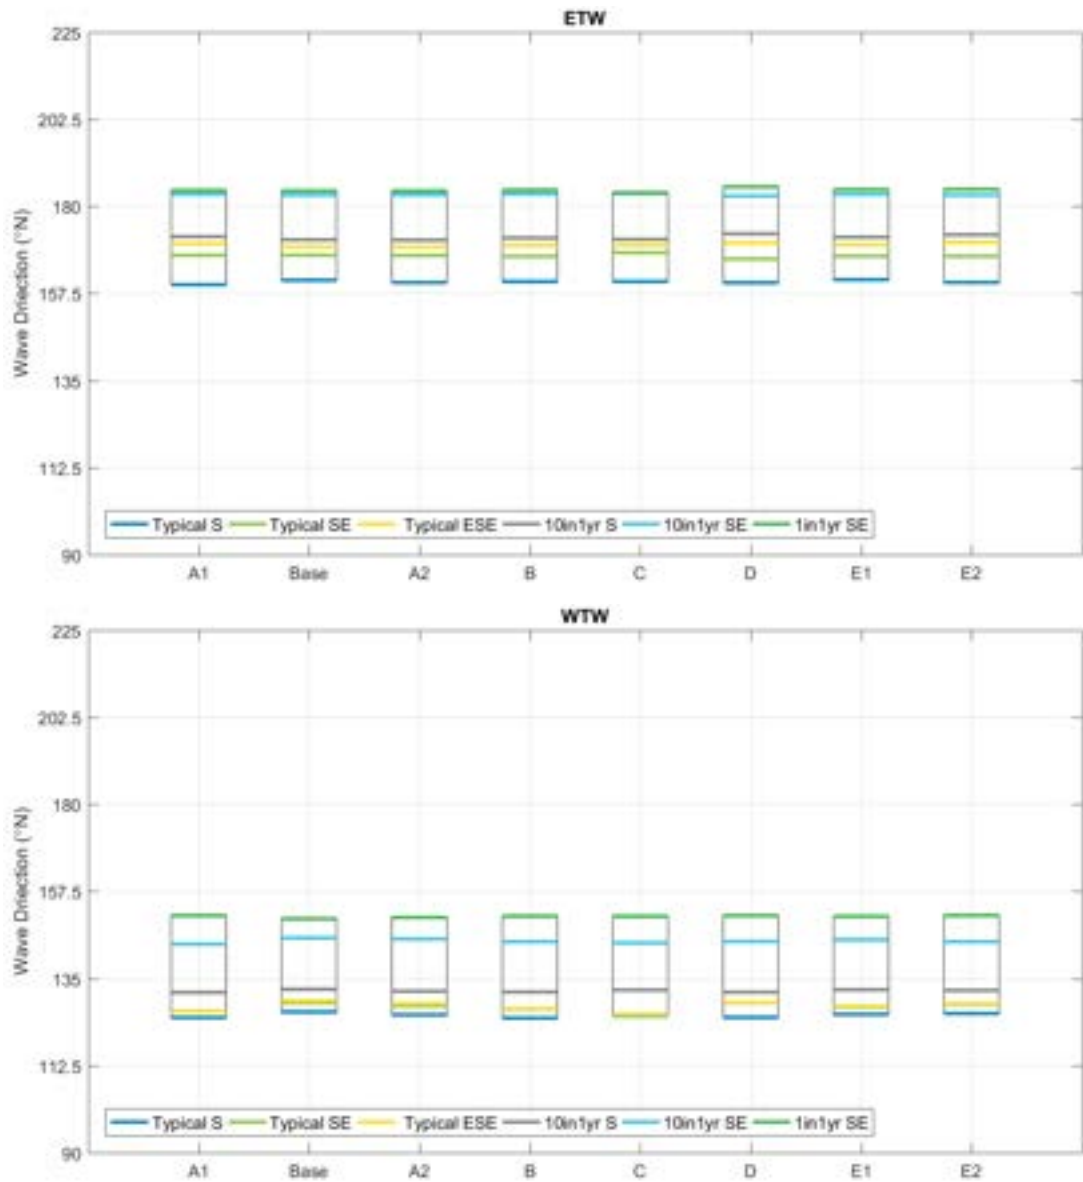 ETW
225
202.5
180
157.5
135
112.5
90
Wave Driection (°N)
Typical S Typical SE Typical ESE 10in1yr S 10in1yr SE 1in1yr SE
A1 Base A2 B C D E1 E2
WTW
225
202.5
180
157.5
135
112.5
90
Wave Driection (°N)
Typical S Typical SE Typical ESE 10in1yr S 10in1yr SE 1in1yr SE
A1 Base A2 B C D E1 E2